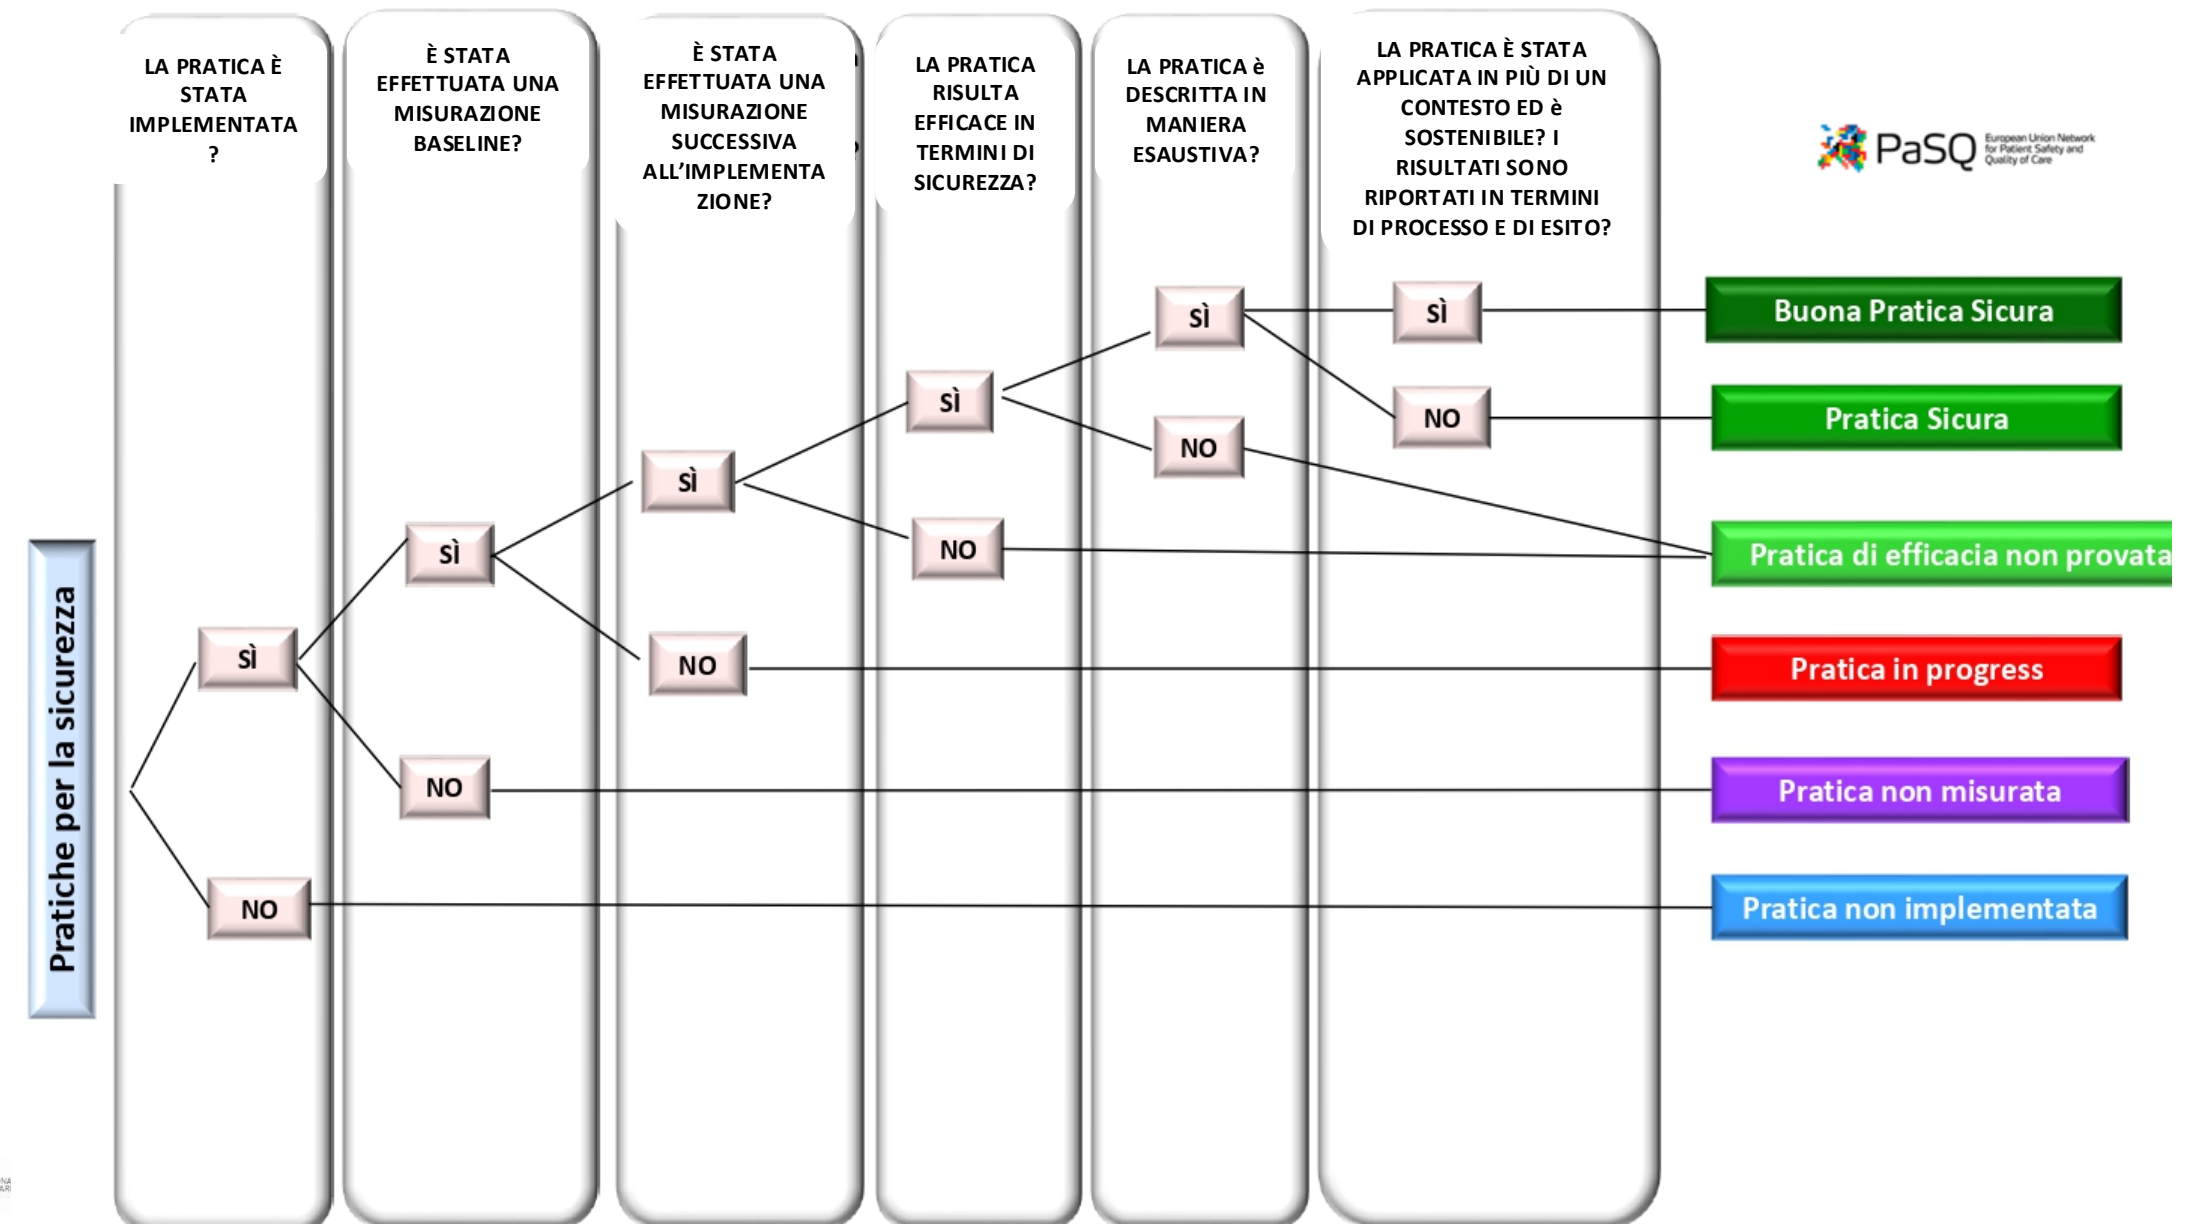 LA PRATICA È
STATA
IMPLEMENTATA
?
È STATA
EFFETTUATA UNA
MISURAZIONE
BASELINE?
È STATA
EFFETTUATA UNA
MISURAZIONE
SUCCESSIVA
ALL'IMPLEMENTA
ZIONE?
LA PRATICA
RISULTA
EFFICACE IN
TERMINI DI
SICUREZZA?
LA PRATICA è
DESCRITTA IN
MANIERA
ESAUSTIVA?
LA PRATICA È STATA
APPLICATA IN PIÙ DI UN
CONTESTO ED è
SOSTENIBILE? I
RISULTATI SONO
RIPORTATI IN TERMINI
DI PROCESSO E DI ESITO?
PaSQ
European Union Network
for Patient Safety and
Quality of Care
Pratiche per la sicurezza
SÌ
SÌ
Buona Pratica Sicura
SÌ
NO
Pratica Sicura
NO
SÌ
NO
Pratica di efficacia non provata
SÌ
SÌ
NO
Pratica in progress
NO
Pratica non misurata
NO
Pratica non implementata